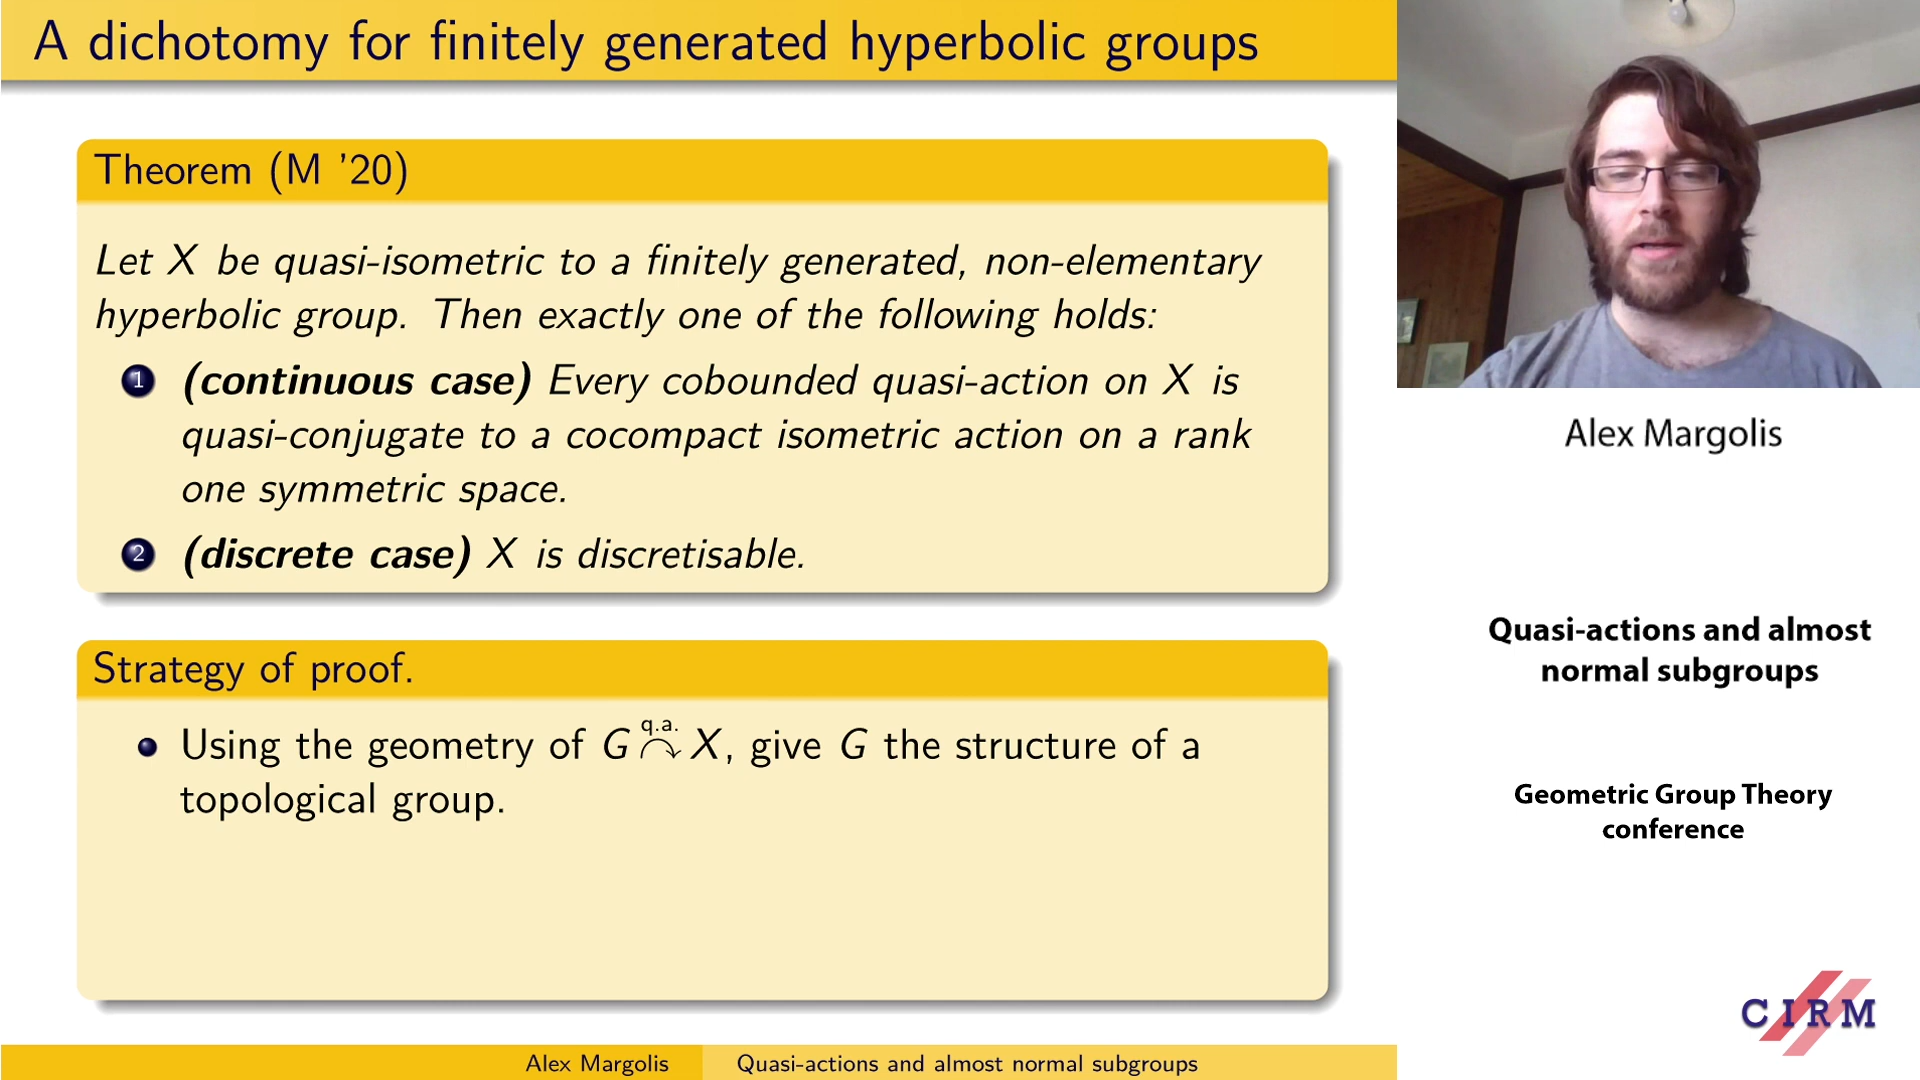 A dichotomy for finitely generated hyperbolic groups
Theorem (M '20)
Let X be quasi-isometric to a finitely generated, non-elementary
hyperbolic group. Then exactly one of the following holds:
1 (continuous case) Every cobounded quasi-action on X is
quasi-conjugate to a cocompact isometric action on a rank
one symmetric space.
2 (discrete case) X is discretisable.
Strategy of proof.
• Using the geometry of G q.a. ↷ X, give G the structure of a
topological group.
Alex Margolis Quasi-actions and almost normal subgroups
Alex Margolis
Quasi-actions and almost
normal subgroups
Geometric Group Theory
conference
CIRM